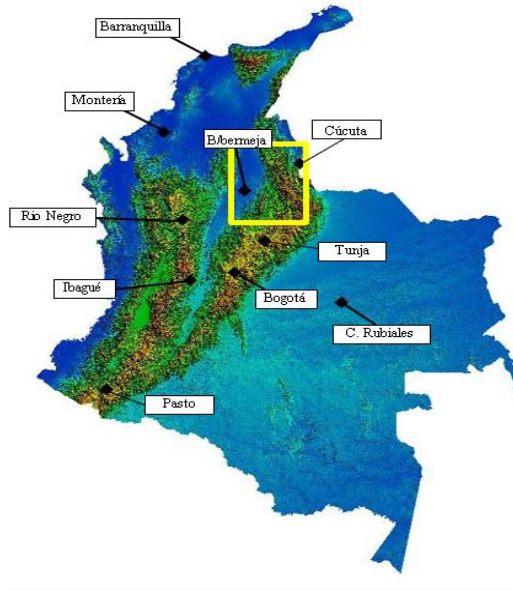 Barranquilla
Montería
Cúcuta
B/bermeja
Rio Negro
Tunja
Ibagué
Bogotá
C. Rubiales
Pasto